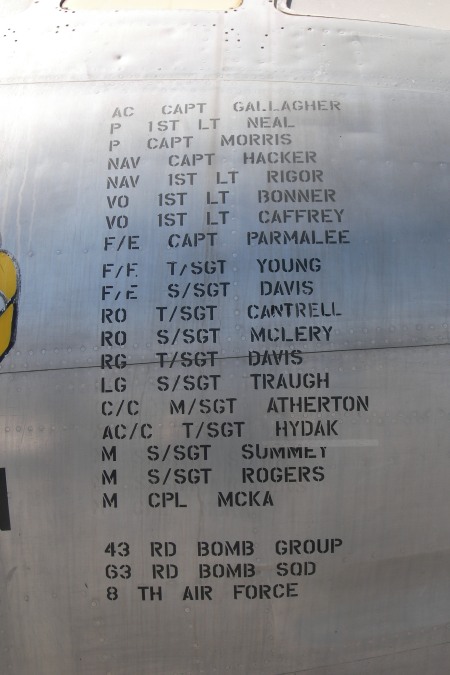 AC CAPT GALLAGHER
P 1ST LT NEAL
P CAPT MORRIS
NAV CAPT HACKER
NAV 1ST LT RIGOR
VO 1ST LT BONNER
VO 1ST LT CAFFREY
F/E CAPT PARMALEE
F/E T/SGT YOUNG
F/E S/SGT DAVIS
RO T/SGT CANTRELL
RO S/SGT MCLERY
RG T/SGT DAVIS
LG S/SGT TRAUGH
C/C M/SGT ATHERTON
AC/C T/SGT HYDAK
M S/SGT SUMMEY
M S/SGT ROGERS
M CPL MCKA
43 RD BOMB GROUP
63 RD BOMB SQD
8 TH AIR FORCE